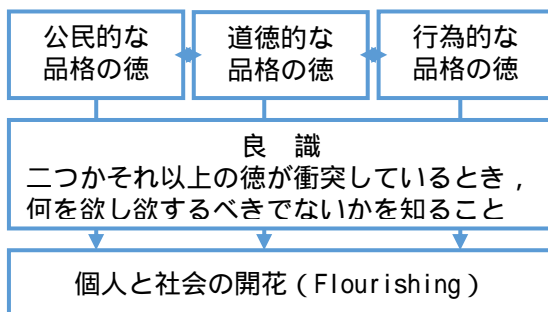 公民的な
品格の徳
道徳的な
品格の徳
行為的な
品格の徳
良 識
二つかそれ以上の徳が衝突しているとき，
何を欲し欲するべきでないかを知ること
個人と社会の開花（Flourishing）